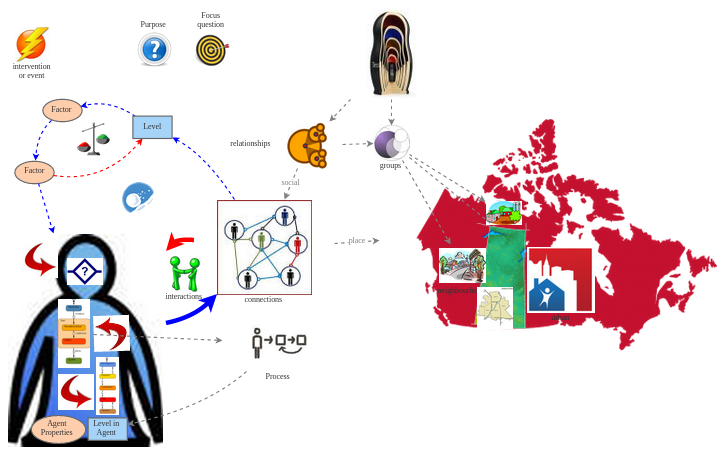 Purpose
Focus
question
intervention
or event
Factor
Level
Factor
relationships
groups
social
place
connections
interactions
Process
Agent
Properties
Level in
Agent
?
?